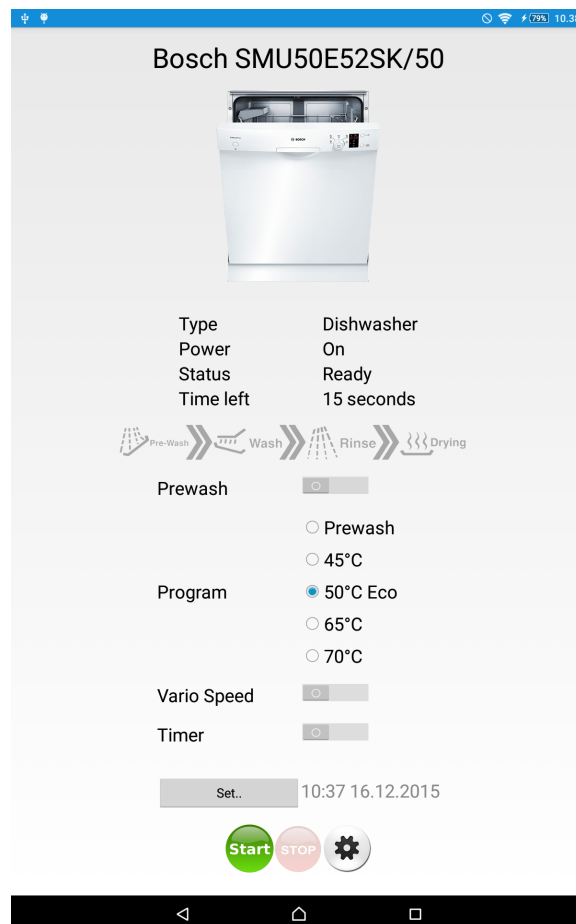 79% 10.38
Bosch SMU50E52SK/50
BOSCH
Type Dishwasher
Power On
Status Ready
Time left 15 seconds
Pre-Wash Wash Rinse Drying
Prewash
Prewash
45°C
Program 50°C Eco
65°C
70°C
Vario Speed
Timer
Set.. 10:37 16.12.2015
Start STOP